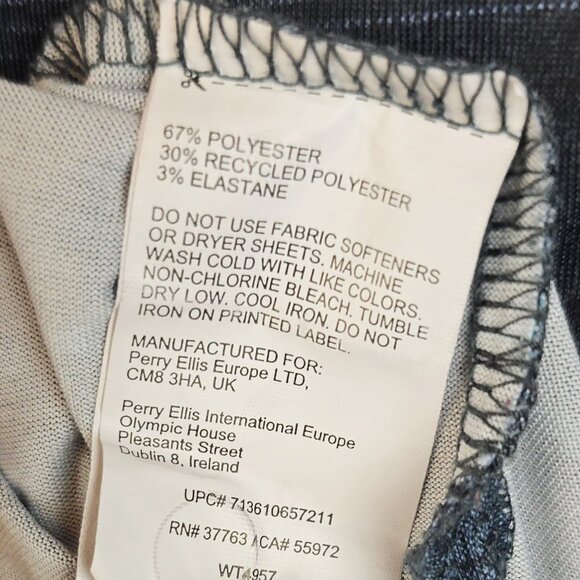 67% POLYESTER
30% RECYCLED POLYESTER
3% ELASTANE
DO NOT USE FABRIC SOFTENERS
OR DRYER SHEETS. MACHINE
WASH COLD WITH LIKE COLORS.
NON-CHLORINE BLEACH. TUMBLE
DRY LOW. COOL IRON. DO NOT
IRON ON PRINTED LABEL.
MANUFACTURED FOR:
Perry Ellis Europe LTD,
CM8 3HA, UK
Perry Ellis International Europe
Olympic House
Pleasants Street
Dublin 8, Ireland
UPC# 713610657211
RN# 37763 /CA# 55972
WT4957